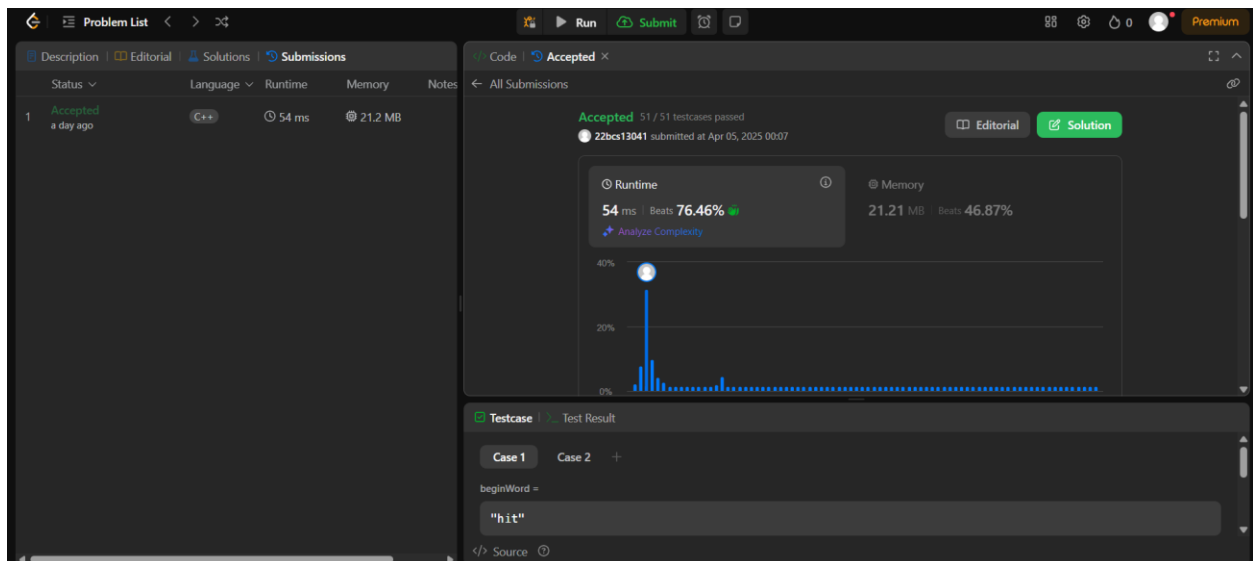 Problem List
Run
Submit
0
Premium
Description | Editorial | Solutions | Submissions
Status Language Runtime Memory Notes
1 Accepted C++ 54 ms 21.2 MB
a day ago
</> Code | Accepted ×
← All Submissions
Accepted 51 / 51 testcases passed
22bcs13041 submitted at Apr 05, 2025 00:07
Editorial
Solution
Runtime
54 ms | Beats 76.46%
Analyze Complexity
Memory
21.21 MB | Beats 46.87%
40%
20%
0%
Testcase | >_ Test Result
Case 1 Case 2 +
beginWord =
"hit"
</> Source